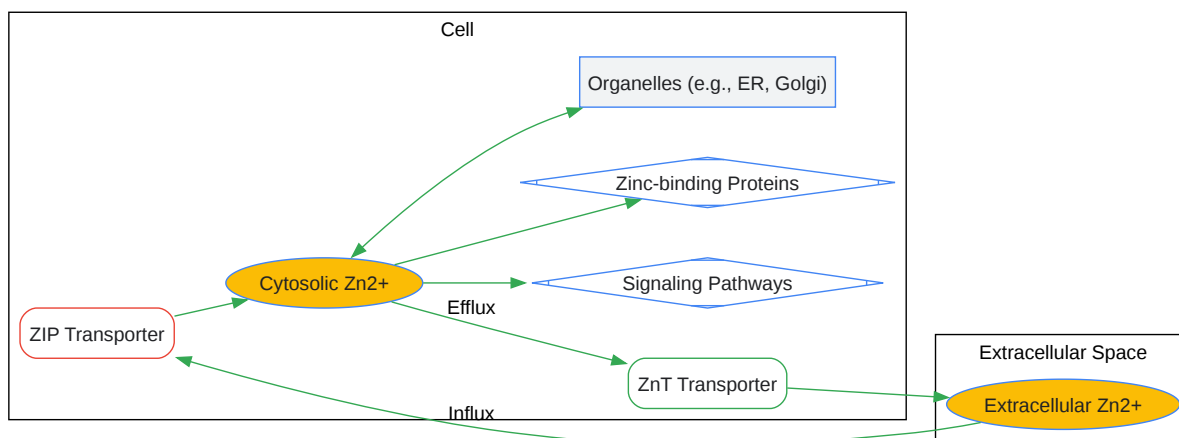 Cell
Organelles (e.g., ER, Golgi)
Zinc-binding Proteins
Cytosolic Zn2+
Signaling Pathways
Efflux
ZIP Transporter
Extracellular Space
ZnT Transporter
Influx
Extracellular Zn2+